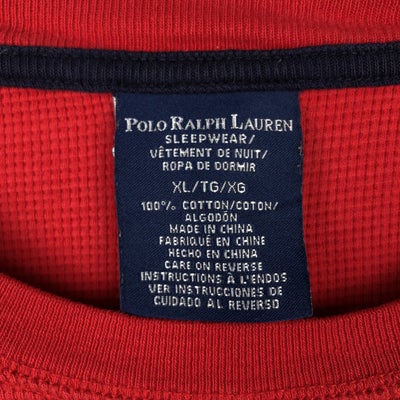 POLO RALPH LAUREN
SLEEPWEAR/
VÊTEMENT DE NUIT/
ROPA DE DORMIR
XL/TG/XG
100% COTTON/COTON/
ALGODÓN
MADE IN CHINA
FABRIQUÉ EN CHINE
HECHO EN CHINA
CARE ON REVERSE
INSTRUCTIONS À L'ENDOS
VER INSTRUCCIONES DE
CUIDADO AL REVERSO